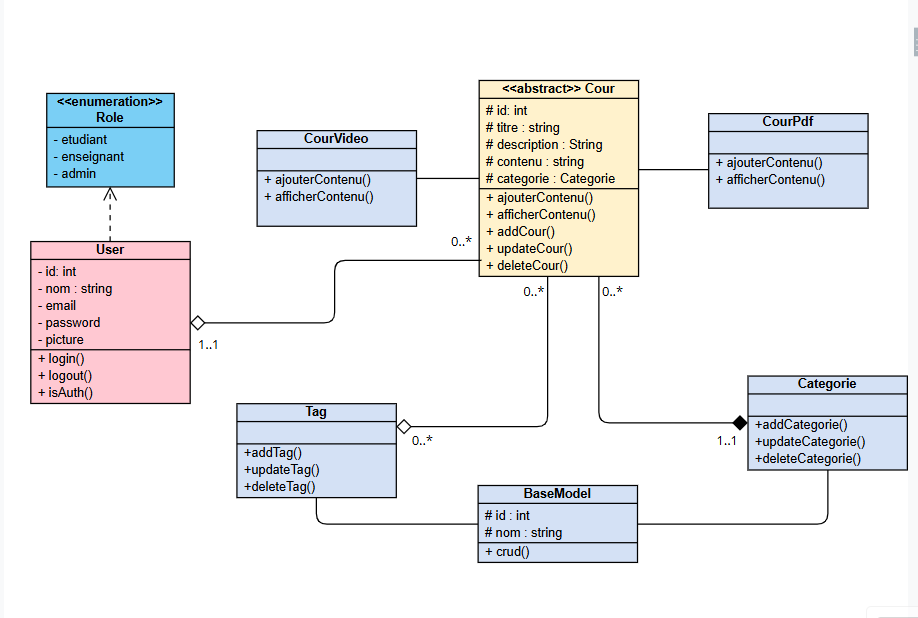 <<enumeration>>
Role
- etudiant
- enseignant
- admin
CourVideo
+ ajouterContenu()
+ afficherContenu()
<<abstract>> Cour
# id: int
# titre : string
# description : String
# contenu : string
# categorie : Categorie
+ ajouterContenu()
+ afficherContenu()
+ addCour()
+ updateCour()
+ deleteCour()
CourPdf
+ ajouterContenu()
+ afficherContenu()
User
- id: int
- nom : string
- email
- password
- picture
+ login()
+ logout()
+ isAuth()
0..*
1..1
0..*
0..*
Tag
+addTag()
+updateTag()
+deleteTag()
0..*
1..1
Categorie
+addCategorie()
+updateCategorie()
+deleteCategorie()
BaseModel
# id : int
# nom : string
+ crud()